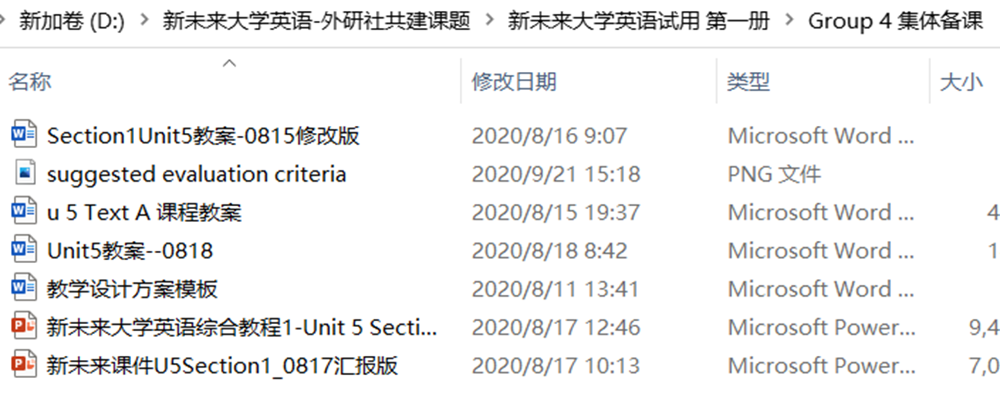 新加卷 (D:) > 新未来大学英语-外研社共建课题 > 新未来大学英语试用 第一册 > Group 4 集体备课
名称 修改日期 类型 大小
Section1Unit5教案-0815修改版 2020/8/16 9:07 Microsoft Word ...
suggested evaluation criteria 2020/9/21 15:18 PNG 文件
u 5 Text A 课程教案 2020/8/15 19:37 Microsoft Word ... 4
Unit5教案--0818 2020/8/18 8:42 Microsoft Word ... 1
教学设计方案模板 2020/8/11 13:41 Microsoft Word ...
新未来大学英语综合教程1-Unit 5 Secti... 2020/8/17 12:46 Microsoft Power... 9,4
新未来课件U5Section1_0817汇报版 2020/8/17 10:13 Microsoft Power... 7,0